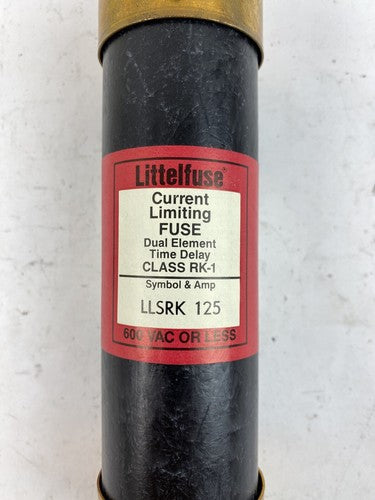 Littelfuse®
Current
Limiting
FUSE
Dual Element
Time Delay
CLASS RK-1
Symbol & Amp
LLSRK 125
600 VAC OR LESS